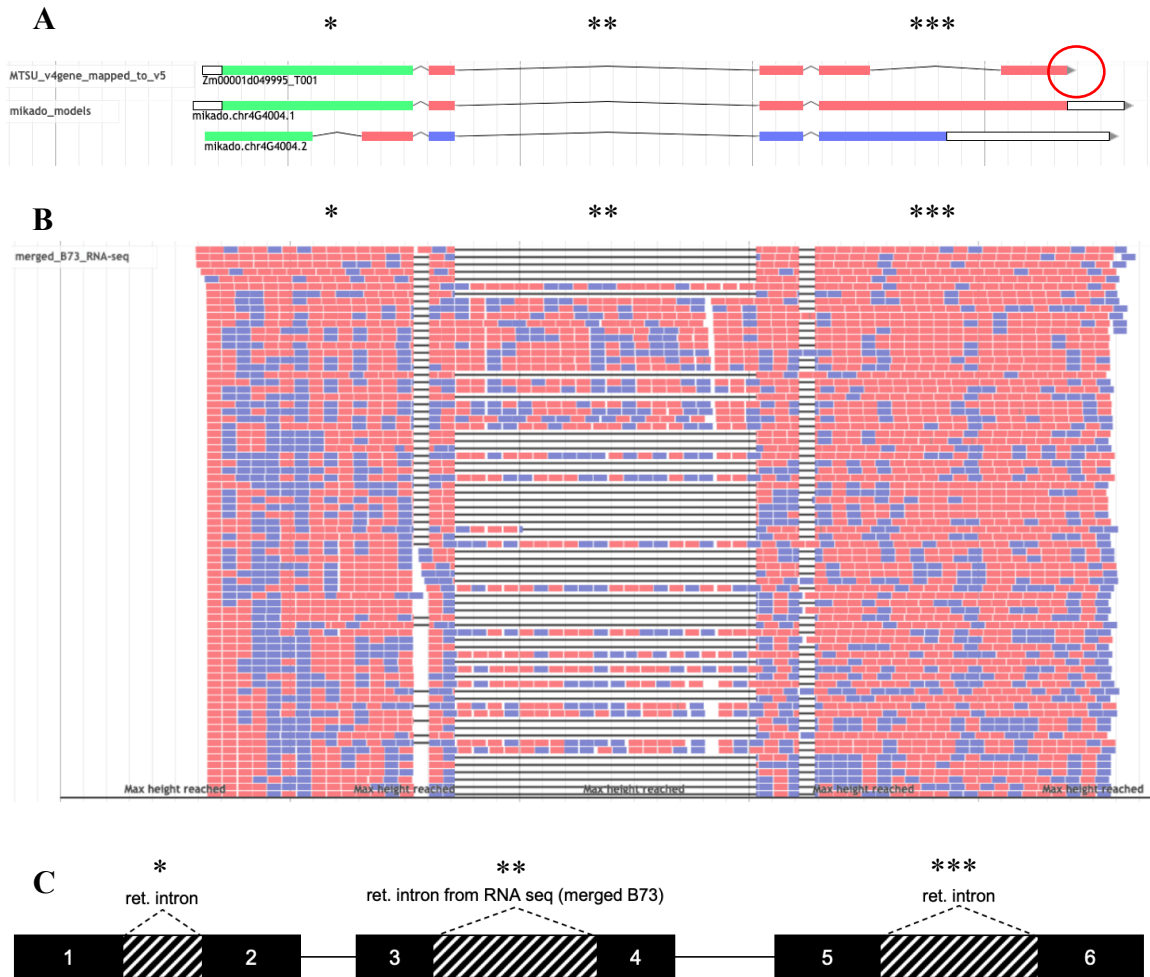 A
* ** ***
MTSU_v4gene_mapped_to_v5
Zm00001d049995_T001
mikado_models
mikado.chr4G4004.1
mikado.chr4G4004.2
B
* ** ***
merged_B73_RNA-seq
Max height reached Max height reached Max height reached Max height reached Max height reached
C
* ** ***
ret. intron ret. intron from RNA seq (merged B73) ret. intron
1 2 3 4 5 6